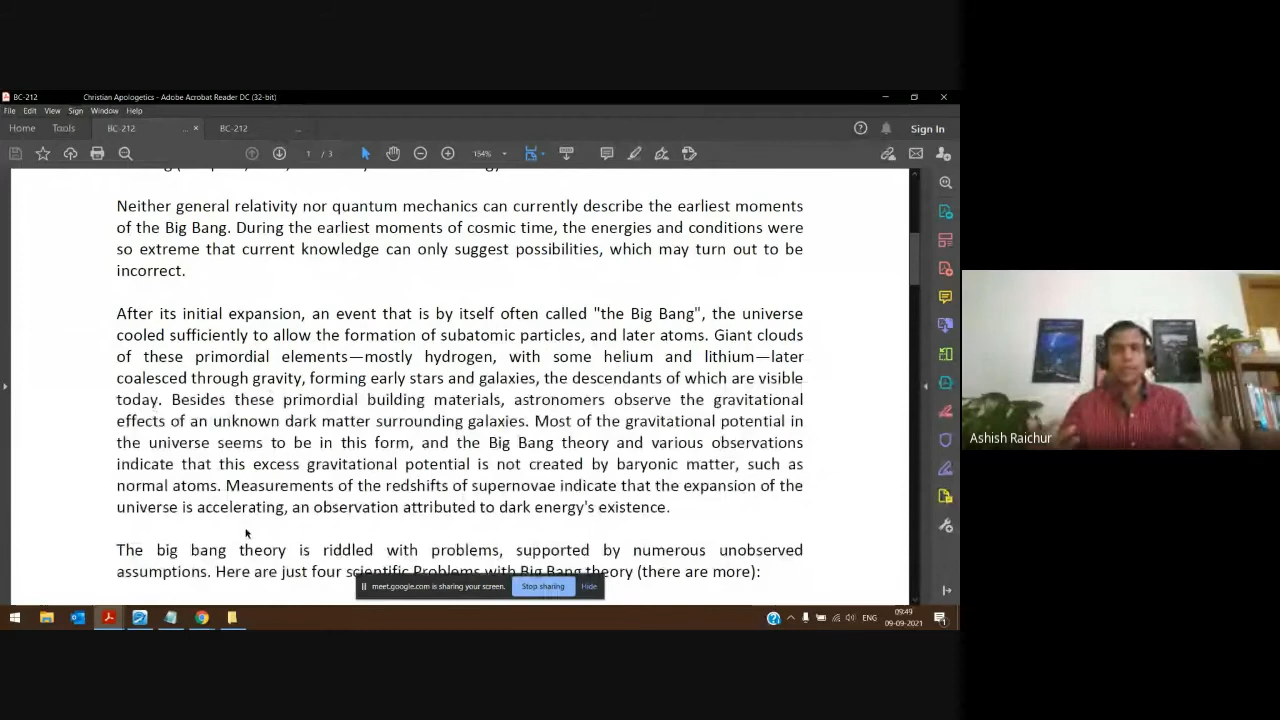 BC-212 Christian Apologetics - Adobe Acrobat Reader DC (32-bit)
File Edit View Sign Window Help
Home Tools BC-212 ... × BC-212 ... Sign In
1 / 3 154%
Neither general relativity nor quantum mechanics can currently describe the earliest moments
of the Big Bang. During the earliest moments of cosmic time, the energies and conditions were
so extreme that current knowledge can only suggest possibilities, which may turn out to be
incorrect.
After its initial expansion, an event that is by itself often called "the Big Bang", the universe
cooled sufficiently to allow the formation of subatomic particles, and later atoms. Giant clouds
of these primordial elements—mostly hydrogen, with some helium and lithium—later
coalesced through gravity, forming early stars and galaxies, the descendants of which are visible
today. Besides these primordial building materials, astronomers observe the gravitational
effects of an unknown dark matter surrounding galaxies. Most of the gravitational potential in
the universe seems to be in this form, and the Big Bang theory and various observations
indicate that this excess gravitational potential is not created by baryonic matter, such as
normal atoms. Measurements of the redshifts of supernovae indicate that the expansion of the
universe is accelerating, an observation attributed to dark energy's existence.
The big bang theory is riddled with problems, supported by numerous unobserved
assumptions. Here are just four scientific Problems with Big Bang theory (there are more):
meet.google.com is sharing your screen. Stop sharing Hide
Ashish Raichur
ENG
09:49
09-09-2021